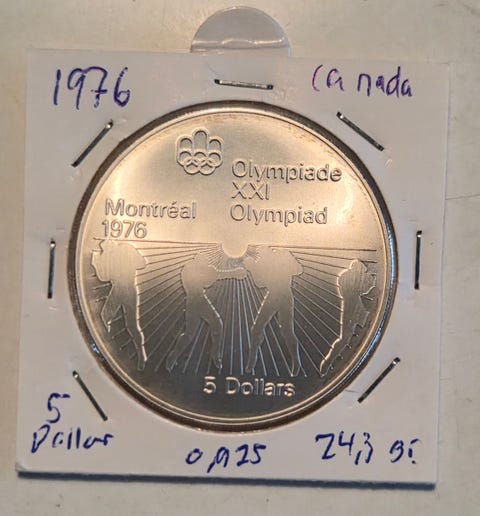 1976 Canada
Olympiade
XXI
Olympiad
Montréal
1976
5 Dollars
5
Dollar 0,925 24,3 gr